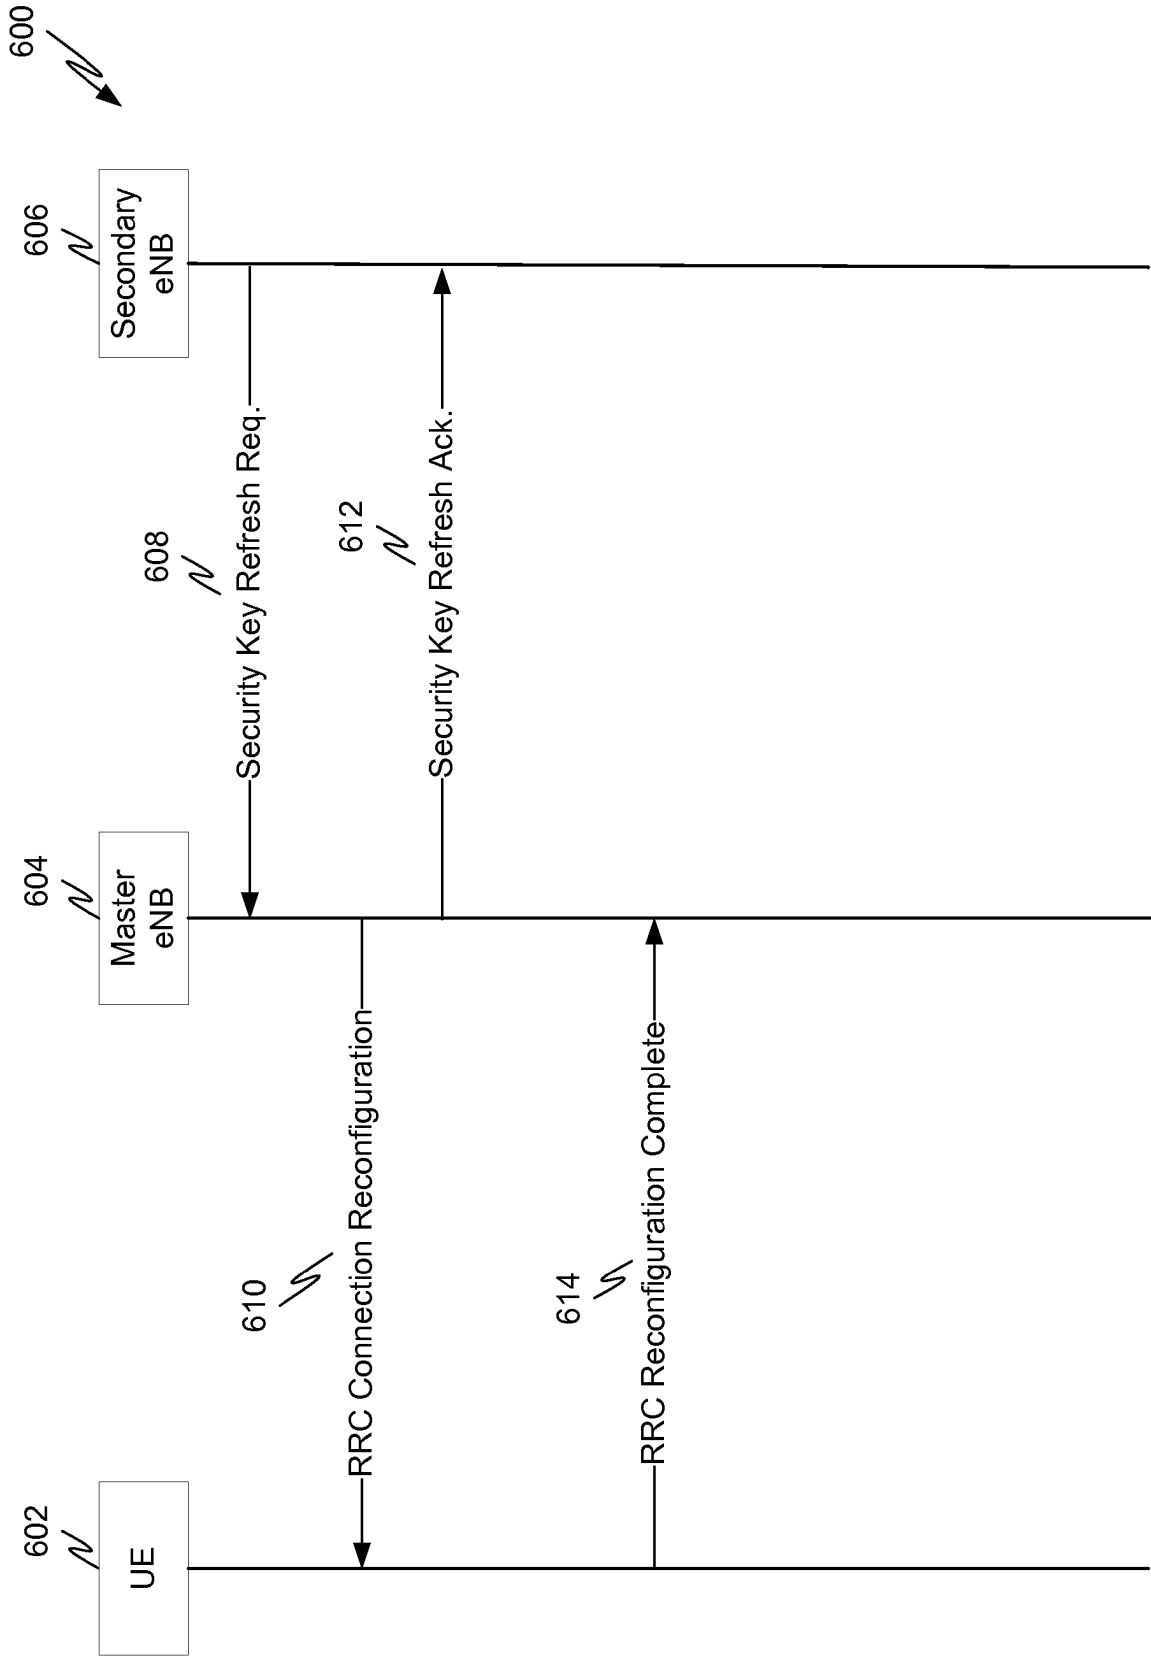 600
602
604
606
UE
Master
eNB
Secondary
eNB
608
Security Key Refresh Req.
610
RRC Connection Reconfiguration
612
Security Key Refresh Ack.
614
RRC Reconfiguration Complete